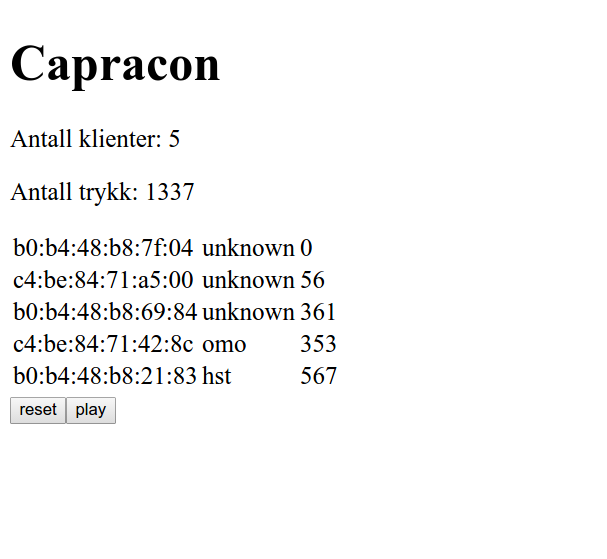 Capracon
Antall klienter: 5
Antall trykk: 1337
b0:b4:48:b8:7f:04 unknown 0
c4:be:84:71:a5:00 unknown 56
b0:b4:48:b8:69:84 unknown 361
c4:be:84:71:42:8c omo 353
b0:b4:48:b8:21:83 hst 567
reset play